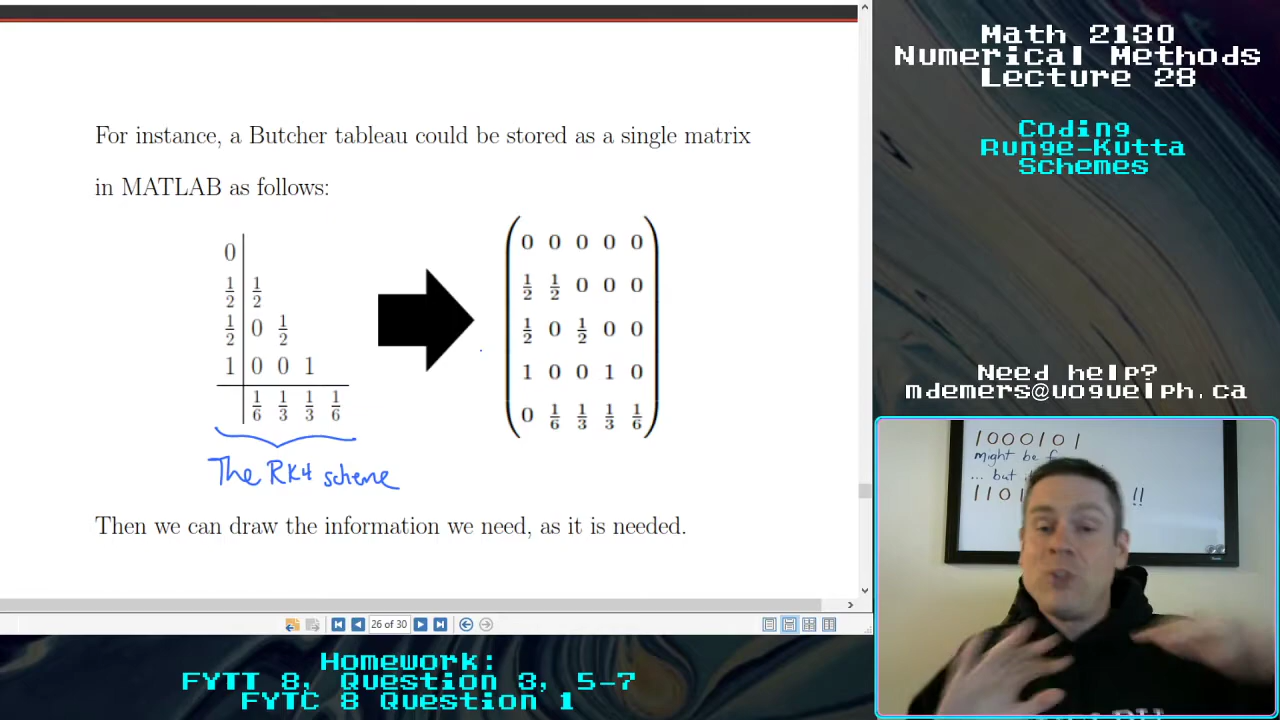 For instance, a Butcher tableau could be stored as a single matrix
in MATLAB as follows:
0
1/2 1/2
1/2 0 1/2
1 0 0 1
1/6 1/3 1/3 1/6
The RK4 scheme
0 0 0 0 0
1/2 1/2 0 0 0
1/2 0 1/2 0 0
1 0 0 1 0
0 1/6 1/3 1/3 1/6
Then we can draw the information we need, as it is needed.
26 of 30
Math 2130
Numerical Methods
Lecture 28
Coding
Runge-Kutta
Schemes
Need help?
mdemers@uoguelph.ca
1000101
might be
... but
110 !!
Homework:
FYTT 8, Question 3, 5-7
FYTC 8 Question 1